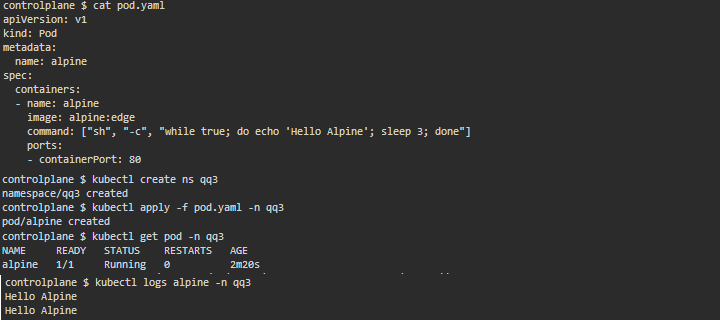 controlplane $ cat pod.yaml
apiVersion: v1
kind: Pod
metadata:
  name: alpine
spec:
  containers:
  - name: alpine
    image: alpine:edge
    command: ["sh", "-c", "while true; do echo 'Hello Alpine'; sleep 3; done"]
    ports:
    - containerPort: 80
controlplane $ kubectl create ns qq3
namespace/qq3 created
controlplane $ kubectl apply -f pod.yaml -n qq3
pod/alpine created
controlplane $ kubectl get pod -n qq3
NAME     READY   STATUS    RESTARTS   AGE
alpine   1/1     Running   0          2m20s
controlplane $ kubectl logs alpine -n qq3
Hello Alpine
Hello Alpine